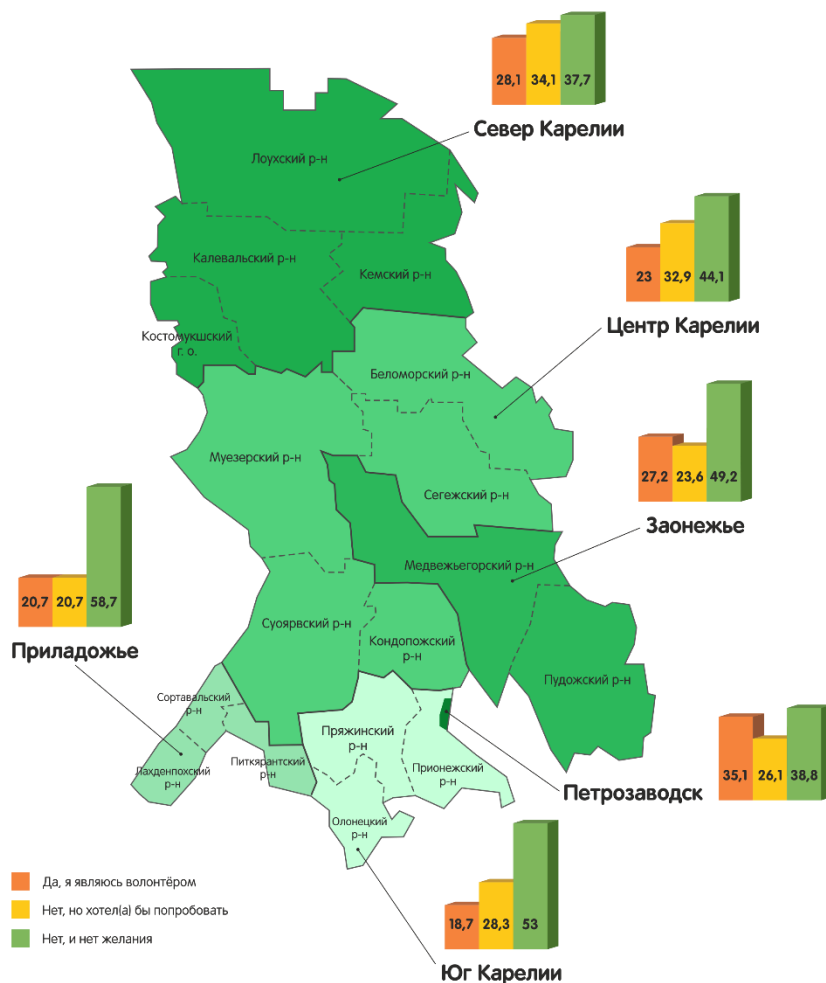 28,1 34,1 37,7
Север Карелии
Лоухский р-н
Калевальский р-н
Кемский р-н
Костомукшский
г. о.
23 32,9 44,1
Центр Карелии
Беломорский р-н
Муезерский р-н
Сегежский р-н
27,2 23,6 49,2
Заонежье
Медвежьегорский р-н
20,7 20,7 58,7
Приладожье
Суоярвский р-н
Кондопожский
р-н
Пудожский р-н
Сортавальский
р-н
Пряжинский
р-н
Питкярантский
р-н
Лахденпохский
р-н
Прионежский
р-н
35,1 26,1 38,8
Петрозаводск
Олонецкий
р-н
18,7 28,3 53
Юг Карелии
Да, я являюсь волонтёром
Нет, но хотел(а) бы попробовать
Нет, и нет желания